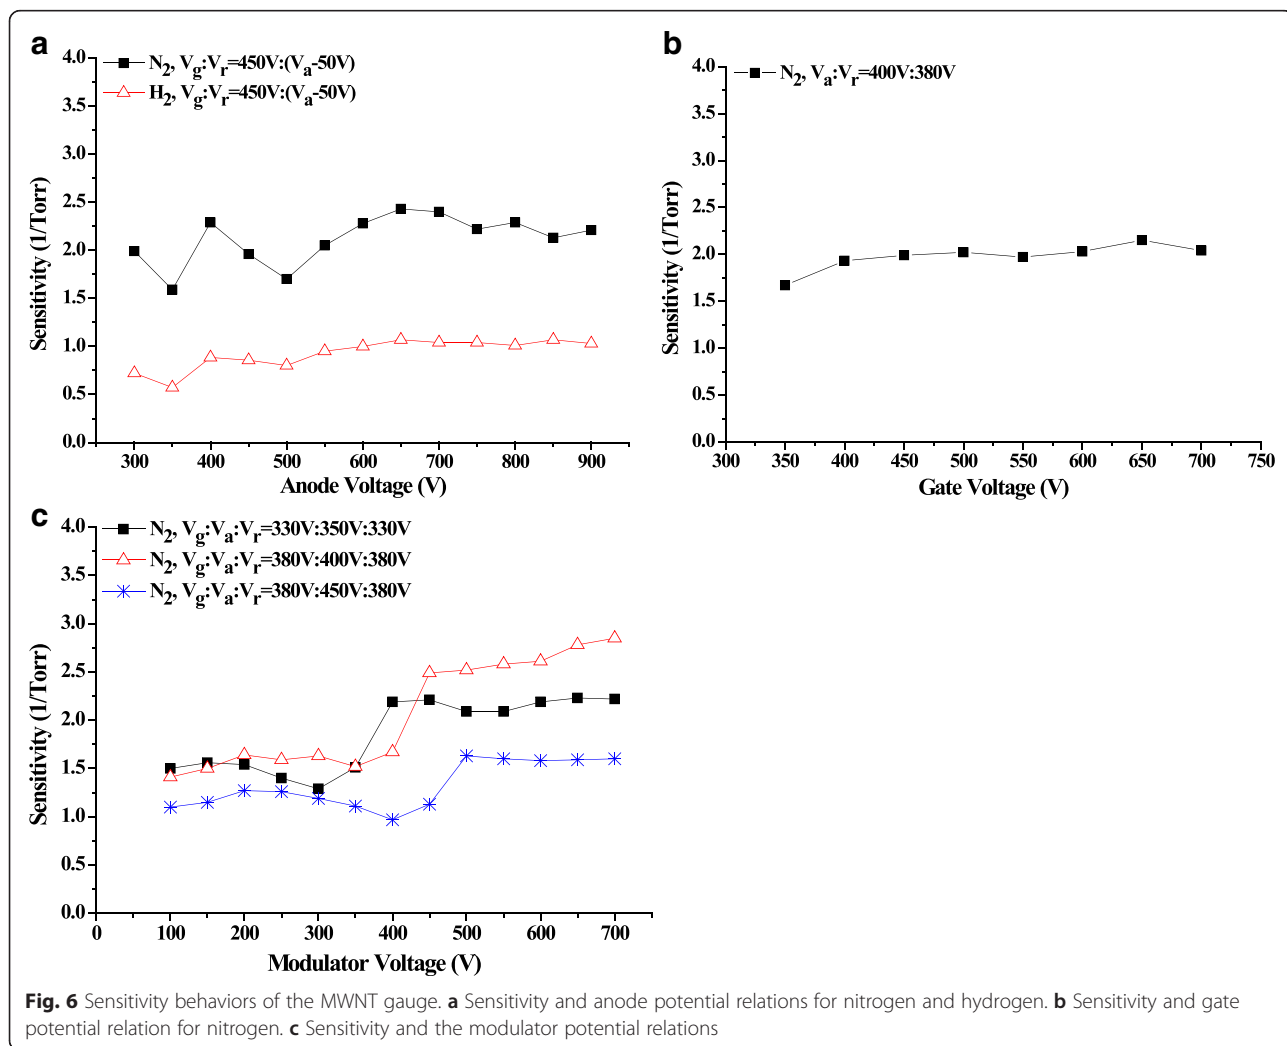 a
N2, Vg:Vr=450V:(Va-50V)
H2, Vg:Vr=450V:(Va-50V)
4.0
3.5
3.0
2.5
2.0
1.5
1.0
0.5
0.0
Sensitivity (1/Torr)
300 400 500 600 700 800 900
Anode Voltage (V)
b
N2, Va:Vr=400V:380V
4.0
3.5
3.0
2.5
2.0
1.5
1.0
0.5
0.0
Sensitivity (1/Torr)
300 350 400 450 500 550 600 650 700 750
Gate Voltage (V)
c
N2, Vg:Va:Vr=330V:350V:330V
N2, Vg:Va:Vr=380V:400V:380V
N2, Vg:Va:Vr=380V:450V:380V
4.0
3.5
3.0
2.5
2.0
1.5
1.0
0.5
0.0
Sensitivity (1/Torr)
0 100 200 300 400 500 600 700
Modulator Voltage (V)
Fig. 6 Sensitivity behaviors of the MWNT gauge. a Sensitivity and anode potential relations for nitrogen and hydrogen. b Sensitivity and gate
potential relation for nitrogen. c Sensitivity and the modulator potential relations